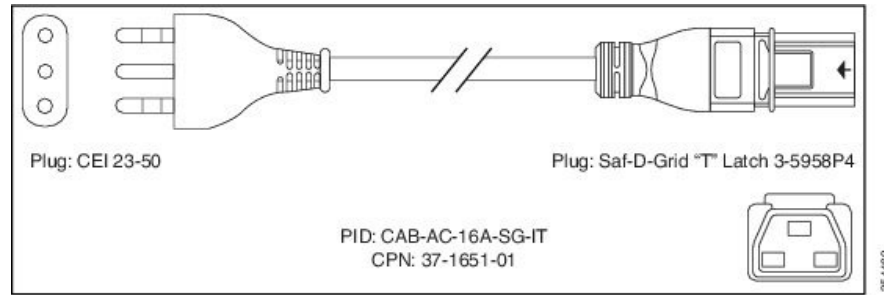 Plug: CEI 23-50
Plug: Saf-D-Grid “T” Latch 3-5958P4
PID: CAB-AC-16A-SG-IT
CPN: 37-1651-01